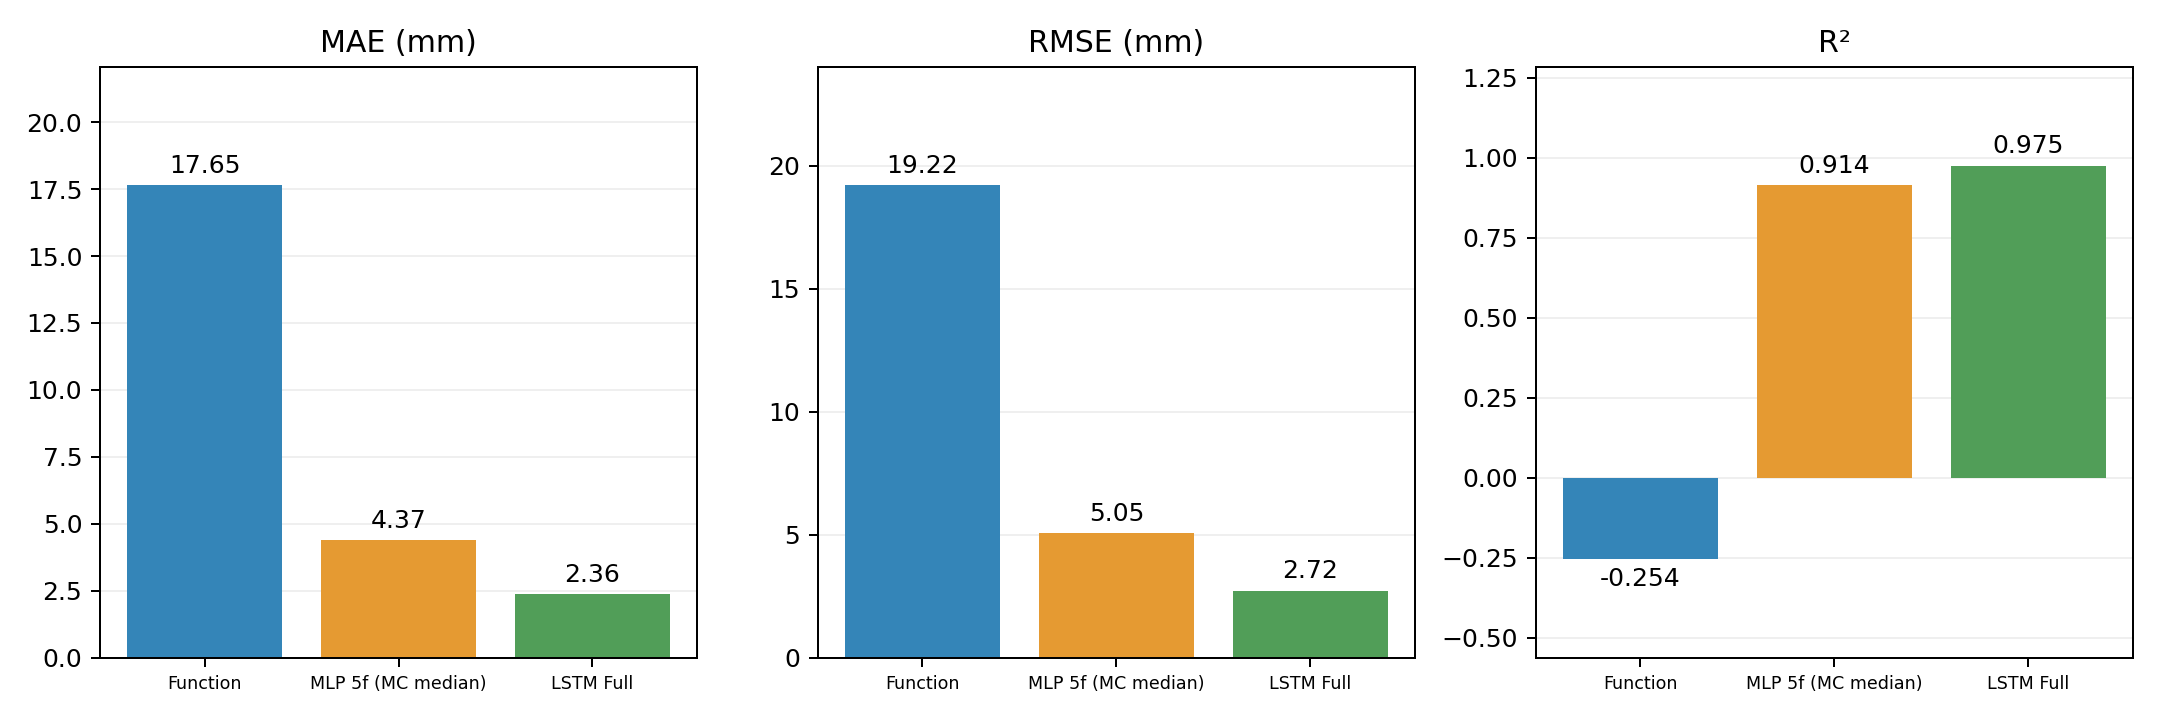 MAE (mm)
20.0
17.5
15.0
12.5
10.0
7.5
5.0
2.5
0.0
17.65
4.37
2.36
Function
MLP 5f (MC median)
LSTM Full
RMSE (mm)
20
15
10
5
0
19.22
5.05
2.72
Function
MLP 5f (MC median)
LSTM Full
R²
1.25
1.00
0.75
0.50
0.25
0.00
−0.25
−0.50
-0.254
0.914
0.975
Function
MLP 5f (MC median)
LSTM Full